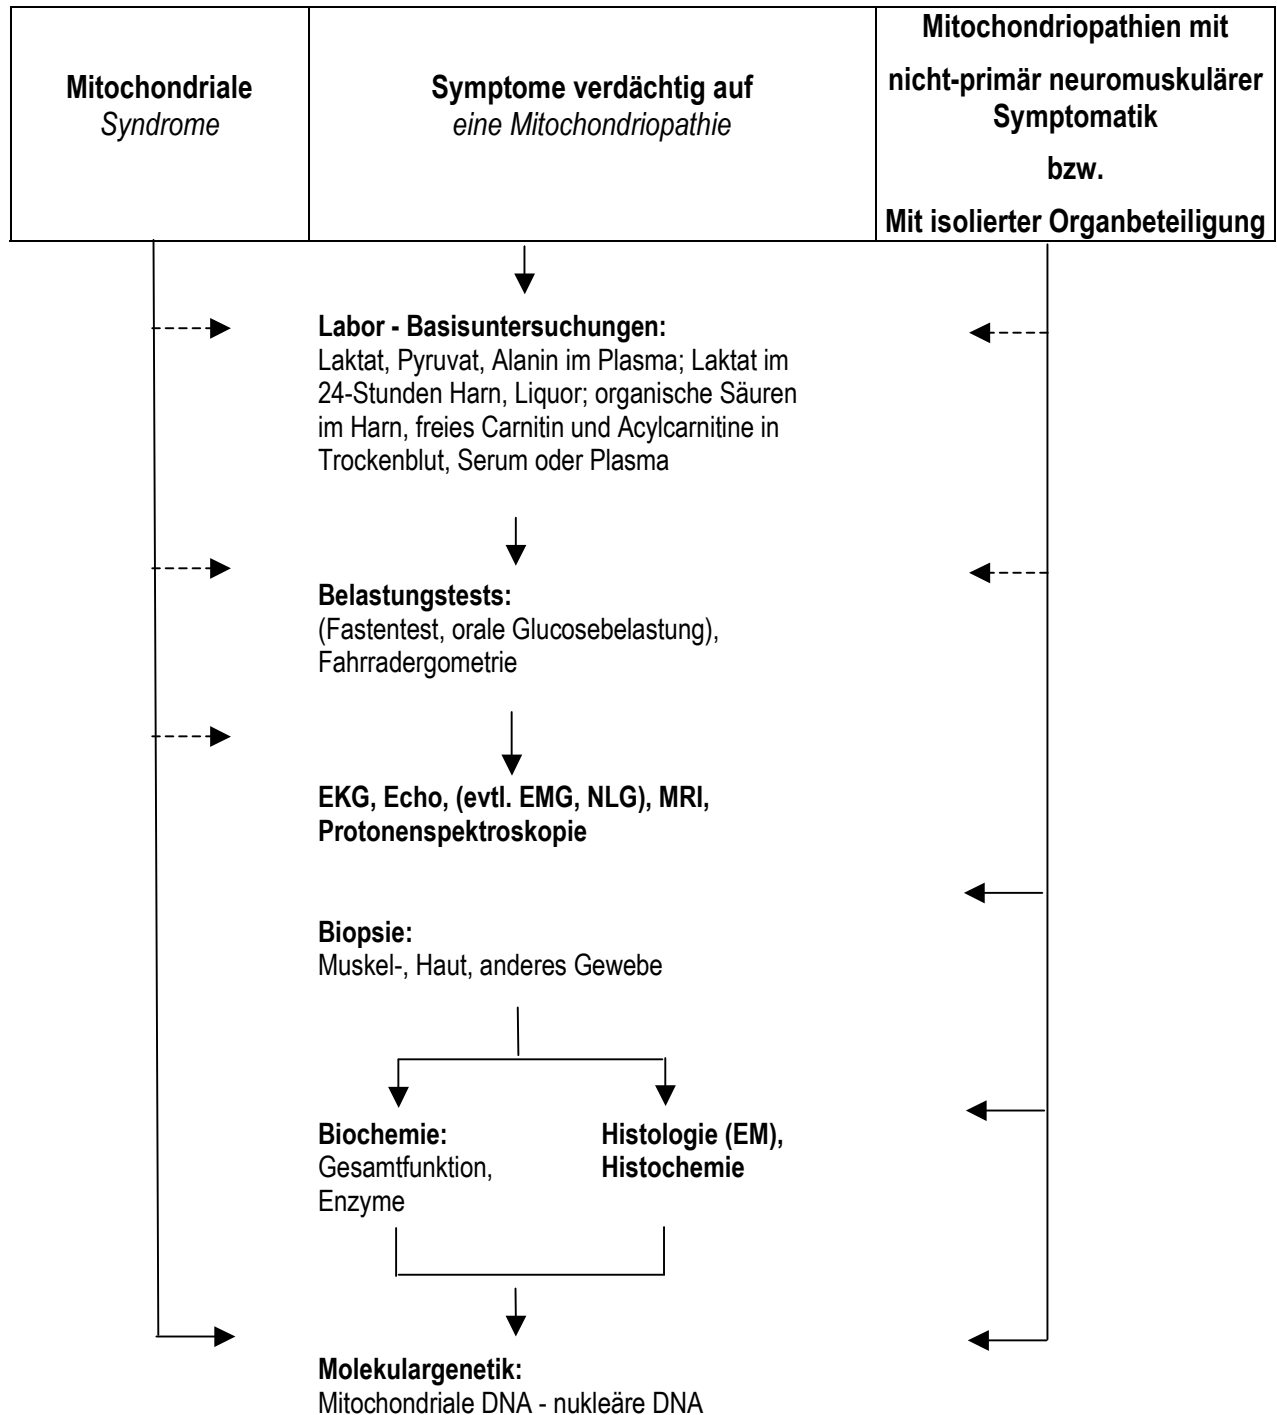 Mitochondriale
Syndrome
Symptome verdächtig auf
eine Mitochondriopathie
Mitochondriopathien mit
nicht-primär neuromuskulärer
Symptomatik
bzw.
Mit isolierter Organbeteiligung
Labor - Basisuntersuchungen:
Laktat, Pyruvat, Alanin im Plasma; Laktat im
24-Stunden Harn, Liquor; organische Säuren
im Harn, freies Carnitin und Acylcarnitine in
Trockenblut, Serum oder Plasma
Belastungstests:
(Fastentest, orale Glucosebelastung),
Fahrradergometrie
EKG, Echo, (evtl. EMG, NLG), MRI,
Protonenspektroskopie
Biopsie:
Muskel-, Haut, anderes Gewebe
Biochemie:
Gesamtfunktion,
Enzyme
Histologie (EM),
Histochemie
Molekulargenetik:
Mitochondriale DNA - nukleäre DNA